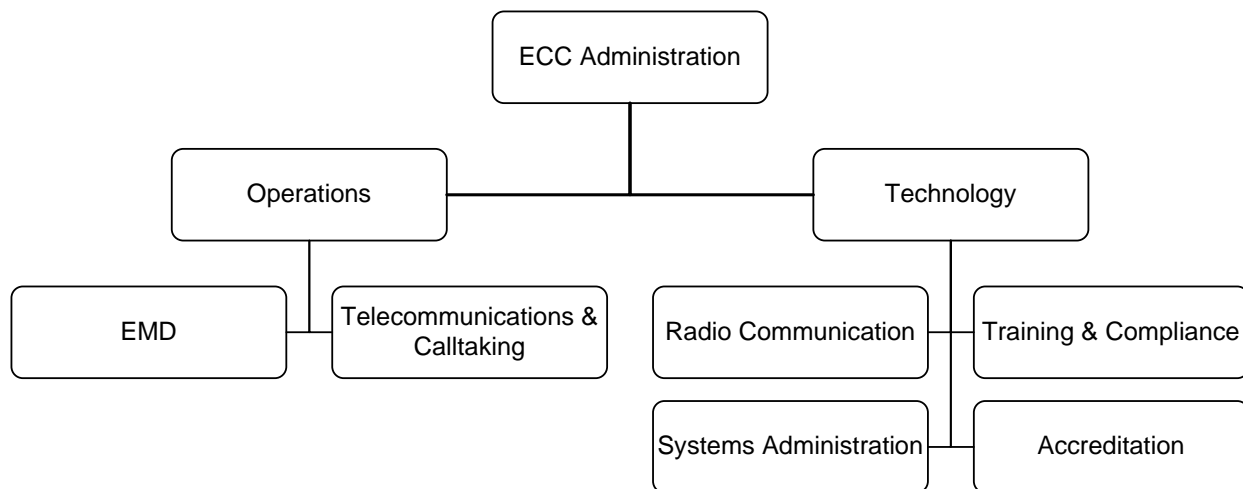 ECC Administration
Operations
Technology
EMD
Telecommunications &
Calltaking
Radio Communication
Training & Compliance
Systems Administration
Accreditation